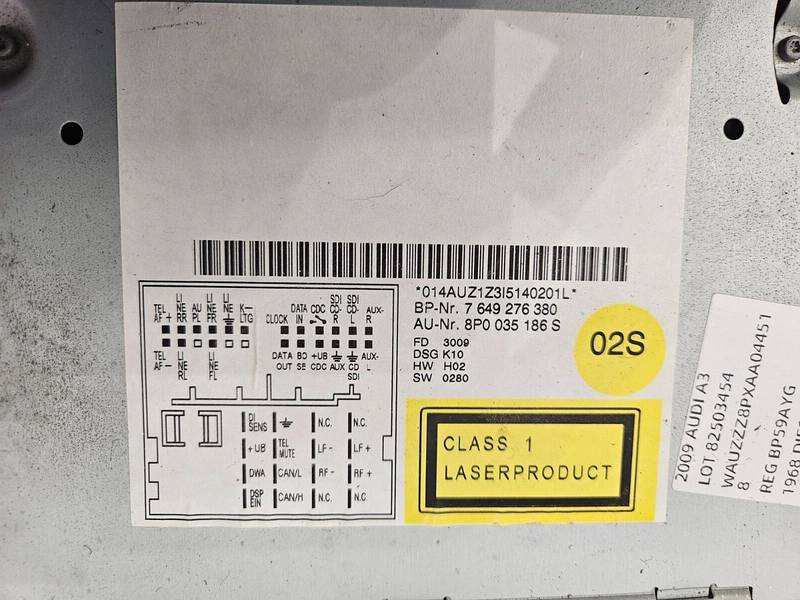 *014AUZ1Z3I5140201L*
BP-Nr. 7 649 276 380
AU-Nr. 8P0 035 186 S
FD 3009
DSG K10
HW H02
SW 0280
02S
CLASS 1
LASERPRODUCT
TEL AF+
LI NE RR
AU PL
LI NE FR
LI NE
K- LTG
CLOCK
DATA IN
CDC
SDI CD- R
SDI CD- L
AUX- R
TEL AF-
LI NE RL
LI NE FL
DATA OUT
BO SE
+UB CDC
AUX
CD SDI
AUX- L
DI SENS
N.C.
N.C.
+UB
TEL MUTE
LF-
LF+
DWA
CAN/L
RF-
RF+
DSP EIN
CAN/H
N.C.
N.C.
2009 AUDI A3
LOT 82503454
WAUZZZ8PXAA04451
8
REG BP59AYG